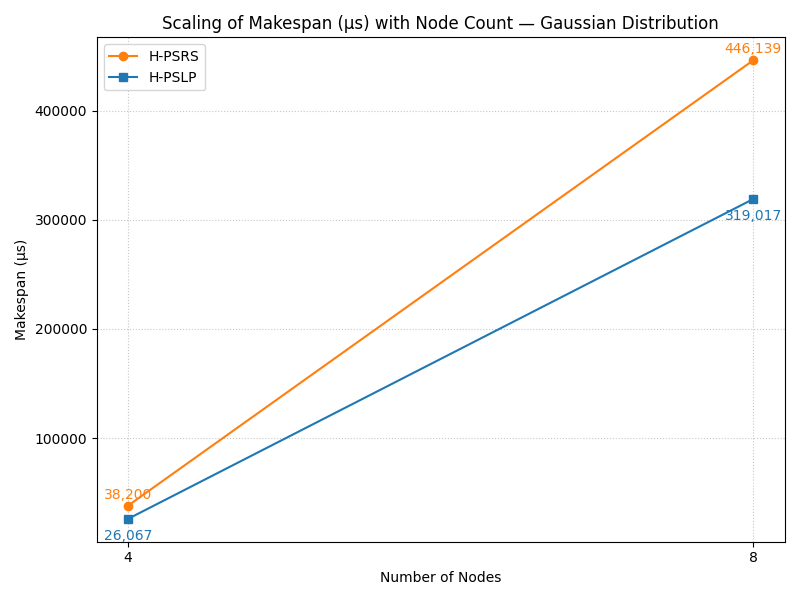 Scaling of Makespan (µs) with Node Count — Gaussian Distribution
H-PSRS
H-PSLP
446,139
319,017
38,200
26,067
400000
300000
200000
100000
Makespan (µs)
4
8
Number of Nodes